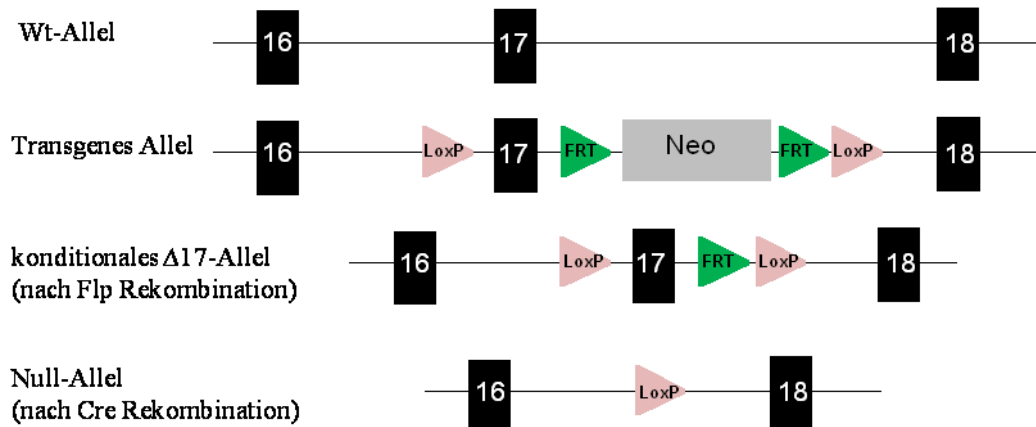 Wt-Allel
16 17 18
Transgenes Allel
16 LoxP 17 FRT Neo FRT LoxP 18
konditionales Δ17-Allel
(nach Flp Rekombination)
16 LoxP 17 FRT LoxP 18
Null-Allel
(nach Cre Rekombination)
16 LoxP 18